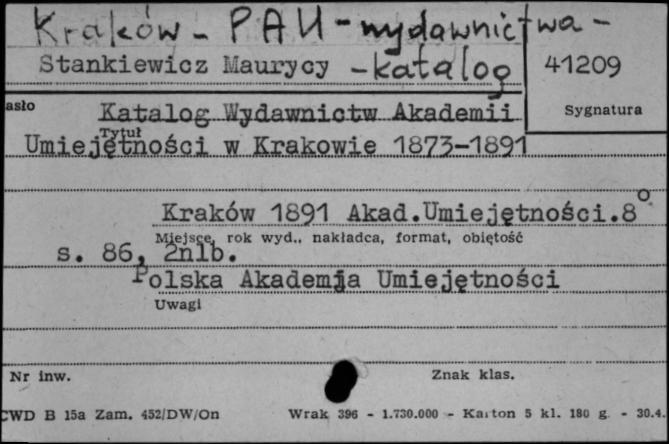 Kraków - PAU - wydawnictwa -
Stankiewicz Maurycy - katalog
41209
Sygnatura
asło
Katalog Wydawnictw Akademii
Tytuł
Umiejętności w Krakowie 1873-1891
Kraków 1891 Akad.Umiejętności.8°
Miejsce, rok wyd., nakładca, format, objętość
s. 86, 2nlb.
Polska Akademja Umiejętności
Uwagi
Nr inw.
Znak klas.
CWD B 15a Zam. 452/DW/On
Wrak 396 - 1.730.000 - Karton 5 kl. 180 g. - 30.4.